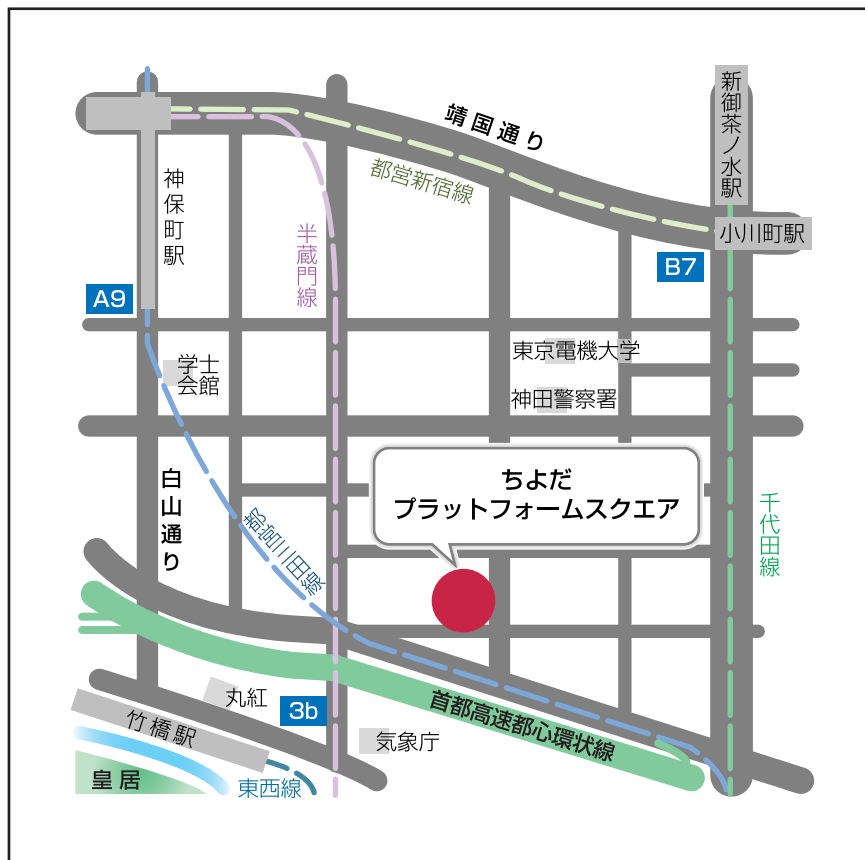 新御茶ノ水駅
靖国通り
都営新宿線
神保町駅
半蔵門線
小川町駅
B7
A9
東京電機大学
学士
会館
神田警察署
白山通り
ちよだ
プラットフォームスクエア
都営三田線
千代田線
丸紅
3b
首都高速都心環状線
竹橋駅
気象庁
皇居
東西線